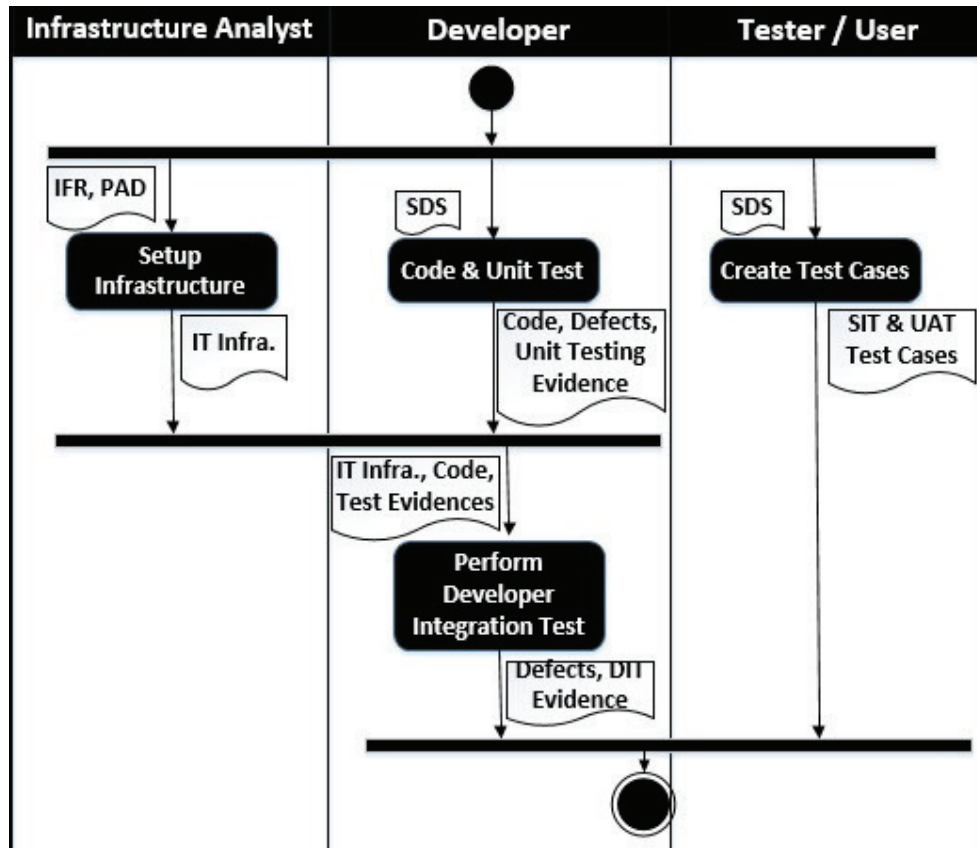 Infrastructure Analyst
Developer
Tester / User
IFR, PAD
SDS
SDS
Setup
Infrastructure
Code & Unit Test
Create Test Cases
IT Infra.
Code, Defects,
Unit Testing
Evidence
SIT & UAT
Test Cases
IT Infra., Code,
Test Evidences
Perform
Developer
Integration Test
Defects, DIT
Evidence